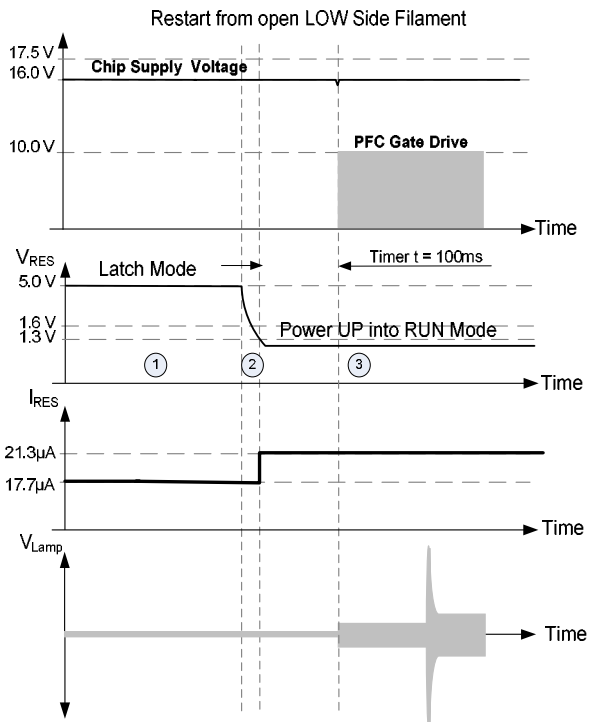 Restart from open LOW Side Filament
17.5 V
16.0 V
Chip Supply Voltage
10.0 V
PFC Gate Drive
Time
VRES
Latch Mode
Timer t = 100ms
5.0 V
1.6 V
1.3 V
Power UP into RUN Mode
1
2
3
Time
IRES
21.3µA
17.7µA
Time
VLamp
Time